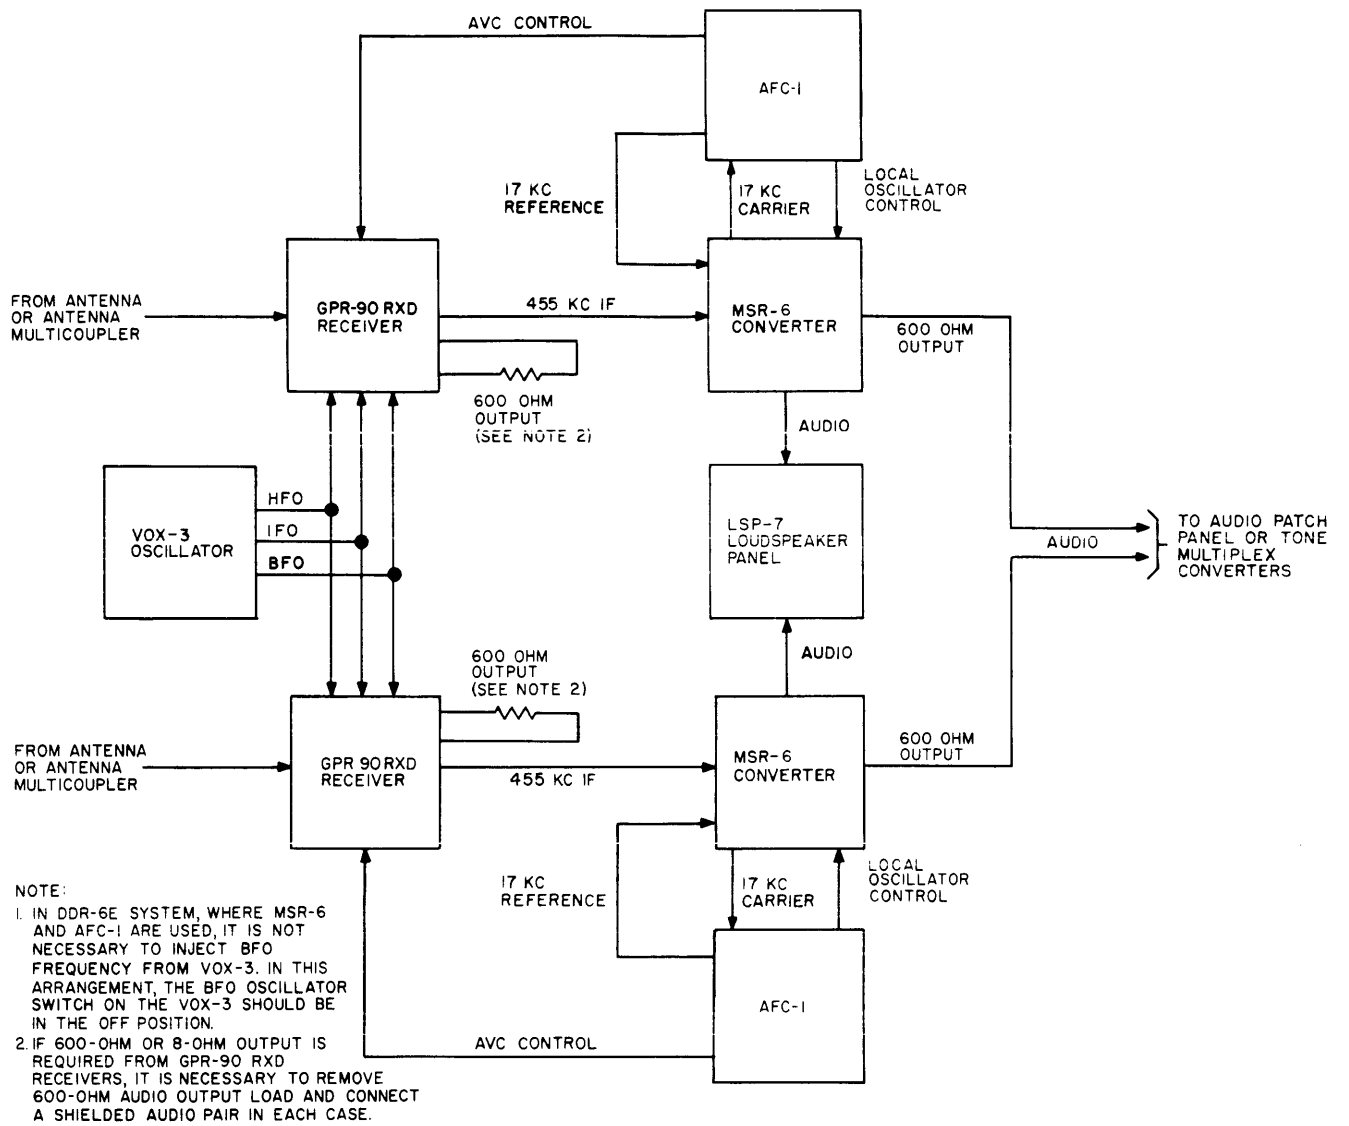 AVC CONTROL
AFC-1
17 KC
REFERENCE
17 KC
CARRIER
LOCAL
OSCILLATOR
CONTROL
FROM ANTENNA
OR ANTENNA
MULTICOUPLER
GPR-90 RXD
RECEIVER
455 KC IF
MSR-6
CONVERTER
600 OHM
OUTPUT
600 OHM
OUTPUT
(SEE NOTE 2)
AUDIO
VOX-3
OSCILLATOR
HFO
IFO
BFO
LSP-7
LOUDSPEAKER
PANEL
AUDIO
TO AUDIO PATCH
PANEL OR TONE
MULTIPLEX
CONVERTERS
600 OHM
OUTPUT
(SEE NOTE 2)
AUDIO
FROM ANTENNA
OR ANTENNA
MULTICOUPLER
GPR 90 RXD
RECEIVER
455 KC IF
MSR-6
CONVERTER
600 OHM
OUTPUT
17 KC
REFERENCE
17 KC
CARRIER
LOCAL
OSCILLATOR
CONTROL
AFC-1
AVC CONTROL
NOTE:
1. IN DDR-6E SYSTEM, WHERE MSR-6
AND AFC-1 ARE USED, IT IS NOT
NECESSARY TO INJECT BFO
FREQUENCY FROM VOX-3. IN THIS
ARRANGEMENT, THE BFO OSCILLATOR
SWITCH ON THE VOX-3 SHOULD BE
IN THE OFF POSITION.
2. IF 600-OHM OR 8-OHM OUTPUT IS
REQUIRED FROM GPR-90 RXD
RECEIVERS, IT IS NECESSARY TO REMOVE
600-OHM AUDIO OUTPUT LOAD AND CONNECT
A SHIELDED AUDIO PAIR IN EACH CASE.